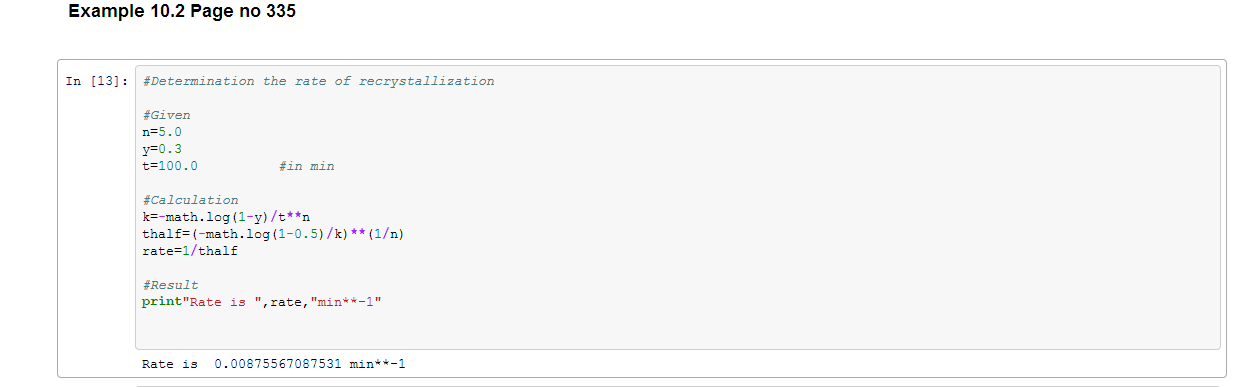 Example 10.2 Page no 335
In [13]: #Determination the rate of recrystallization
#Given
n=5.0
y=0.3
t=100.0 #in min
#Calculation
k=-math.log(1-y)/t**n
thalf=(-math.log(1-0.5)/k)**(1/n)
rate=1/thalf
#Result
print"Rate is ",rate,"min**-1"
Rate is 0.00875567087531 min**-1